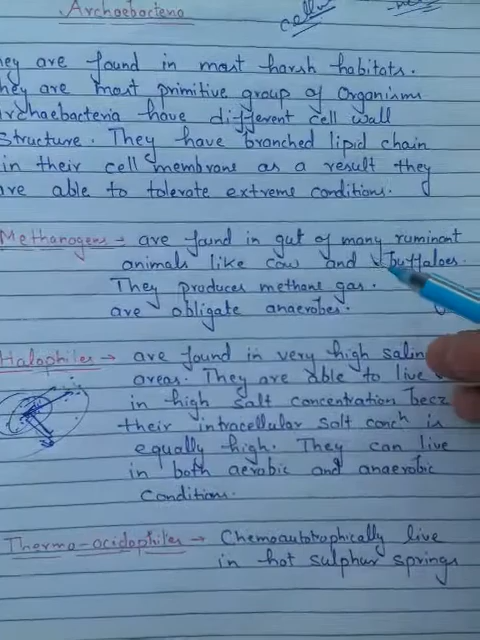 Archaebacteria
cell
hey are found in most harsh habitats.
hey are most primitive group of Organisms
Archaebacteria have different cell wall
structure. They have branched lipid chain
in their cell membrane as a result they
are able to tolerate extreme conditions.
Methanogens - are found in gut of many ruminant
animals like cow and buffaloes.
They produces methane gas.
are obligate anaerobes.
Halophiles → are found in very high salin
areas. They are able to live
in high salt concentration becz
their intracellular salt conch is
equally high. They can live
in both aerobic and anaerobic
Condition.
Thermo-acidophiles → Chemoautotrophically live
in hot sulphur springs